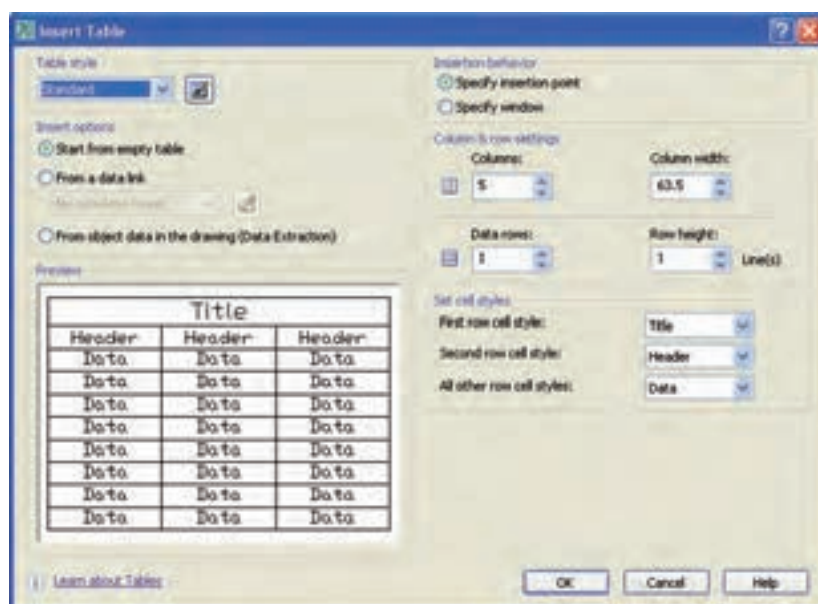 Insert Table
Table style
Standard
Insert options
Start from empty table
From a data link
From object data in the drawing (Data Extraction)
Preview
Title
Header Header Header
Data Data Data
Data Data Data
Data Data Data
Data Data Data
Data Data Data
Data Data Data
Data Data Data
Data Data Data
Learn about Tables
Insertion behavior
Specify insertion point
Specify window
Column & row settings
Columns: Column width:
5 63.5
Data rows: Row height:
1 1 Line(s)
Set cell styles
First row cell style: Title
Second row cell style: Header
All other row cell styles: Data
OK Cancel Help